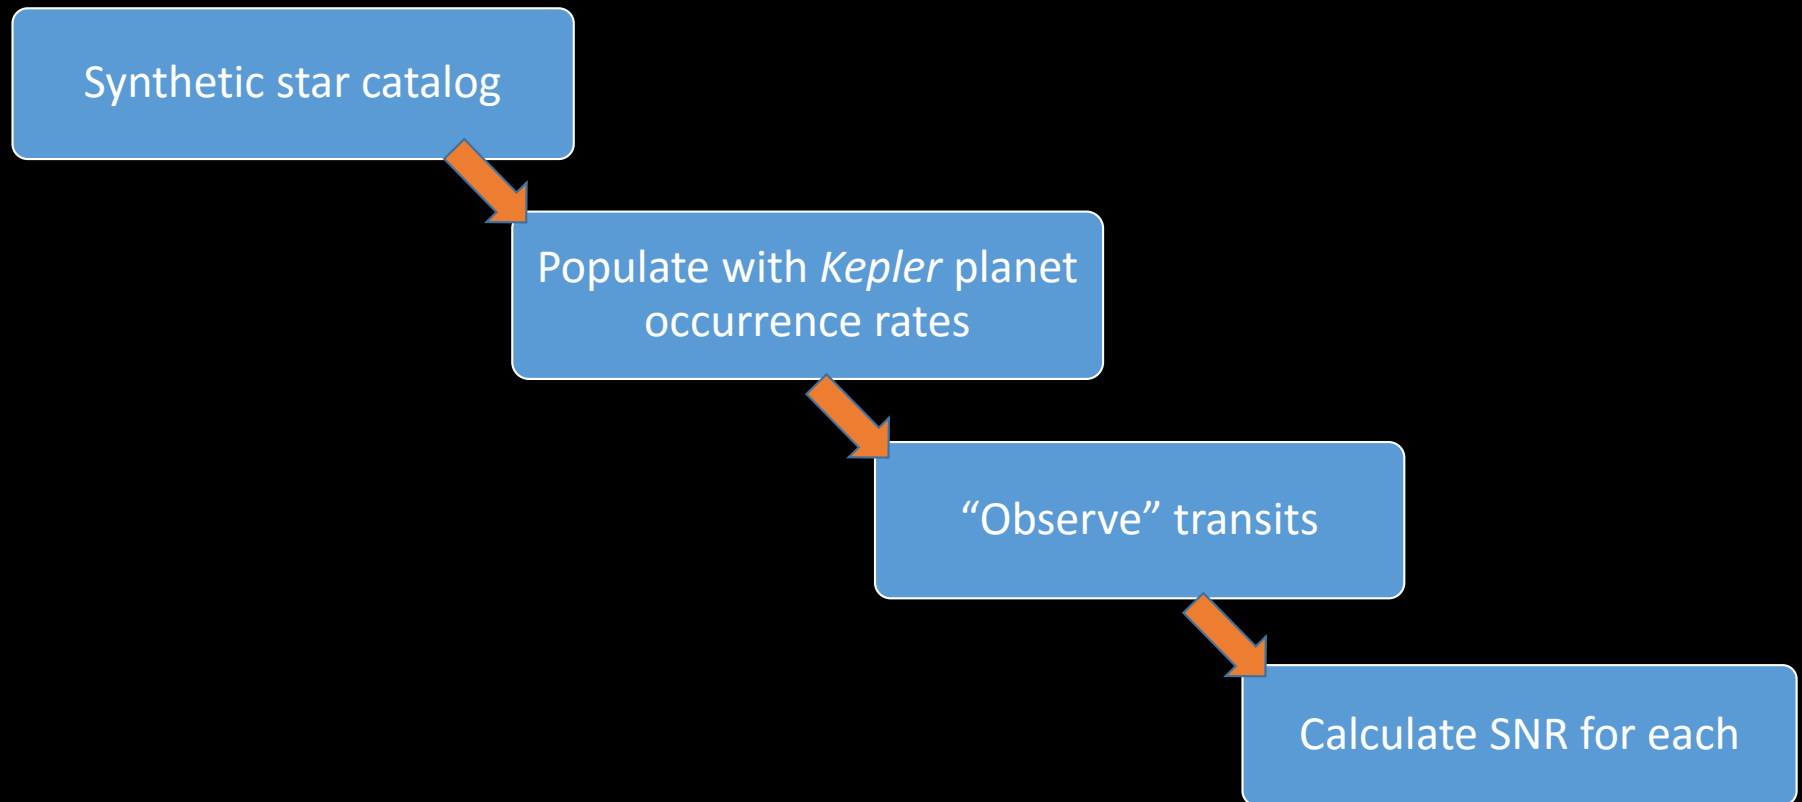 Synthetic star catalog
Populate with Kepler planet
occurrence rates
“Observe” transits
Calculate SNR for each